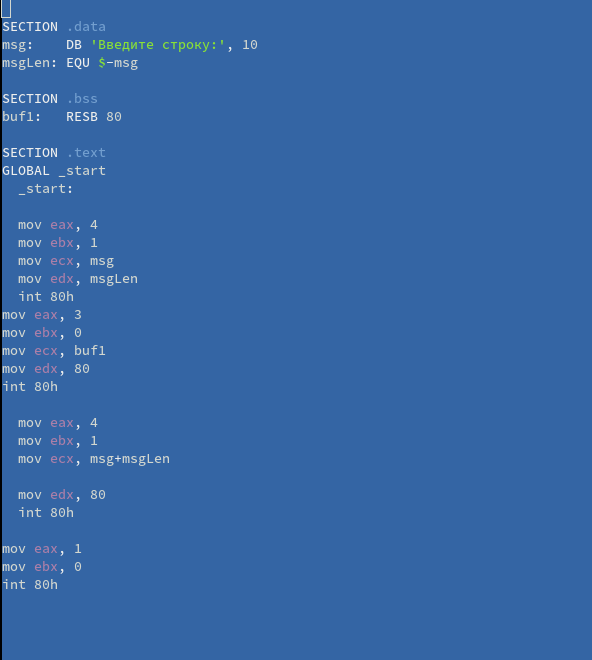 SECTION .data
msg: DB 'Введите строку:', 10
msgLen: EQU $-msg
SECTION .bss
buf1: RESB 80
SECTION .text
GLOBAL _start
_start:
mov eax, 4
mov ebx, 1
mov ecx, msg
mov edx, msgLen
int 80h
mov eax, 3
mov ebx, 0
mov ecx, buf1
mov edx, 80
int 80h
mov eax, 4
mov ebx, 1
mov ecx, msg+msgLen
mov edx, 80
int 80h
mov eax, 1
mov ebx, 0
int 80h